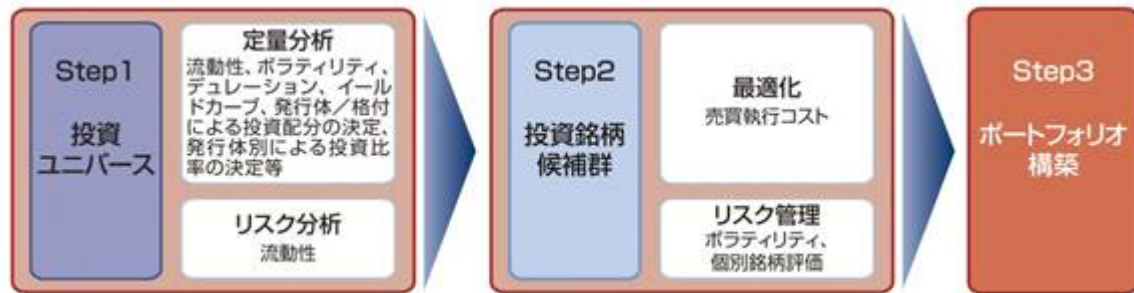 Step1
投資
ユニバース
定量分析
流動性、ボラティリティ、
デュレーション、イール
ドカーブ、発行体／格付
による投資配分の決定、
発行体別による投資比
率の決定等
リスク分析
流動性
Step2
投資銘柄
候補群
最適化
売買執行コスト
リスク管理
ボラティリティ、
個別銘柄評価
Step3
ポートフォリオ
構築